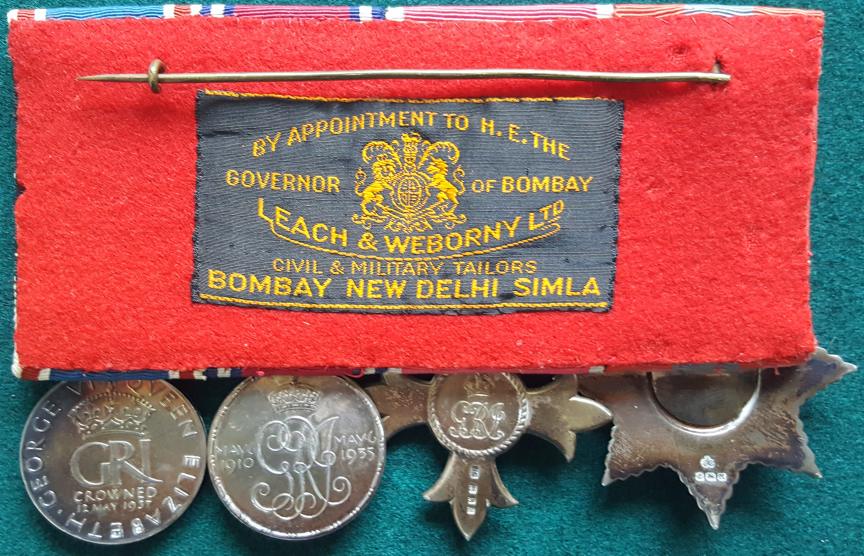 BY APPOINTMENT TO H. E. THE
GOVERNOR OF BOMBAY
LEACH & WEBORNY LTD
CIVIL & MILITARY TAILORS
BOMBAY NEW DELHI SIMLA
GEORGE VI QUEEN ELIZABETH
GRI
CROWNED
12 MAY 1937
MAY 6 1910
MAY 6 1935
GRI
GRI